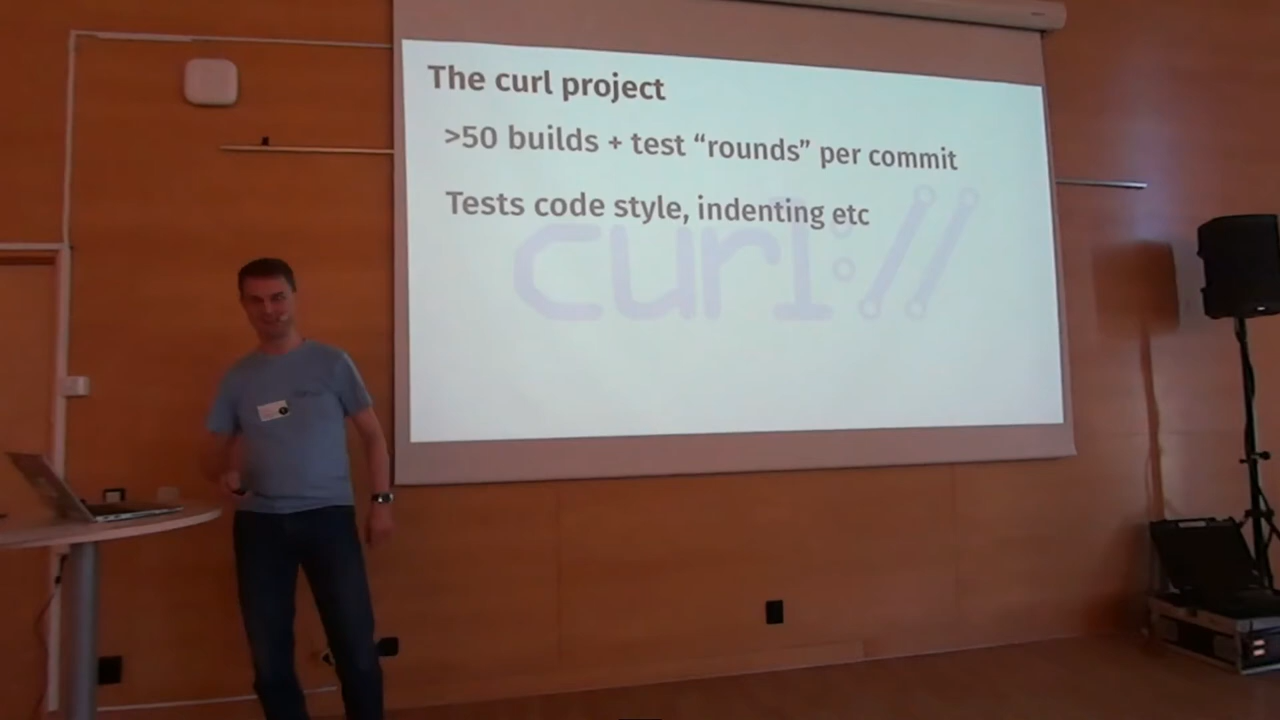 The curl project
>50 builds + test “rounds” per commit
Tests code style, indenting etc
curl://